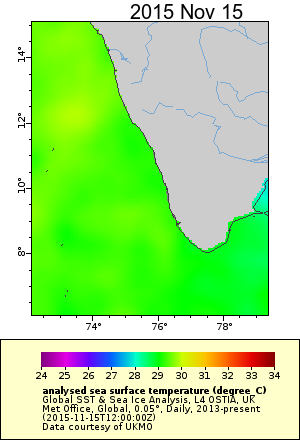 2015 Nov 15
14°
12°
10°
8°
74°
76°
78°
24 25 26 27 28 29 30 31 32 33 34
analysed sea surface temperature (degree_C)
Global SST & Sea Ice Analysis, L4 OSTIA, UK
Met Office, Global, 0.05°, Daily, 2013-present
(2015-11-15T12:00:00Z)
Data courtesy of UKMO